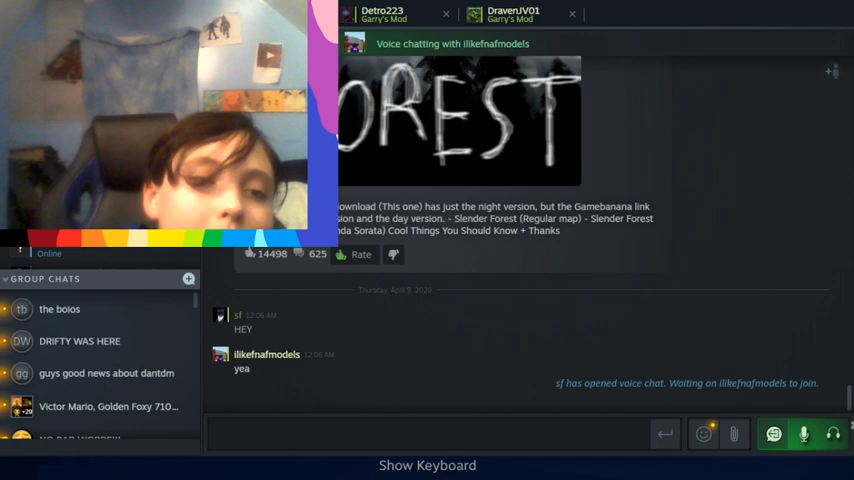 Detro223
Garry's Mod
DravenJV01
Garry's Mod
Voice chatting with ilikefnafmodels
OREST
ownload (This one) has just the night version, but the Gamebanana link
sion and the day version. - Slender Forest (Regular map) - Slender Forest
nda Sorata) Cool Things You Should Know + Thanks
14498
625
Rate
Thursday, April 9, 2020
sf 12:06 AM
HEY
ilikefnafmodels 12:06 AM
yea
sf has opened voice chat. Waiting on ilikefnafmodels to join.
?
Online
GROUP CHATS
tb the boios
DW DRIFTY WAS HERE
gg guys good news about dantdm
+29 Victor Mario, Golden Foxy 710...
Show Keyboard